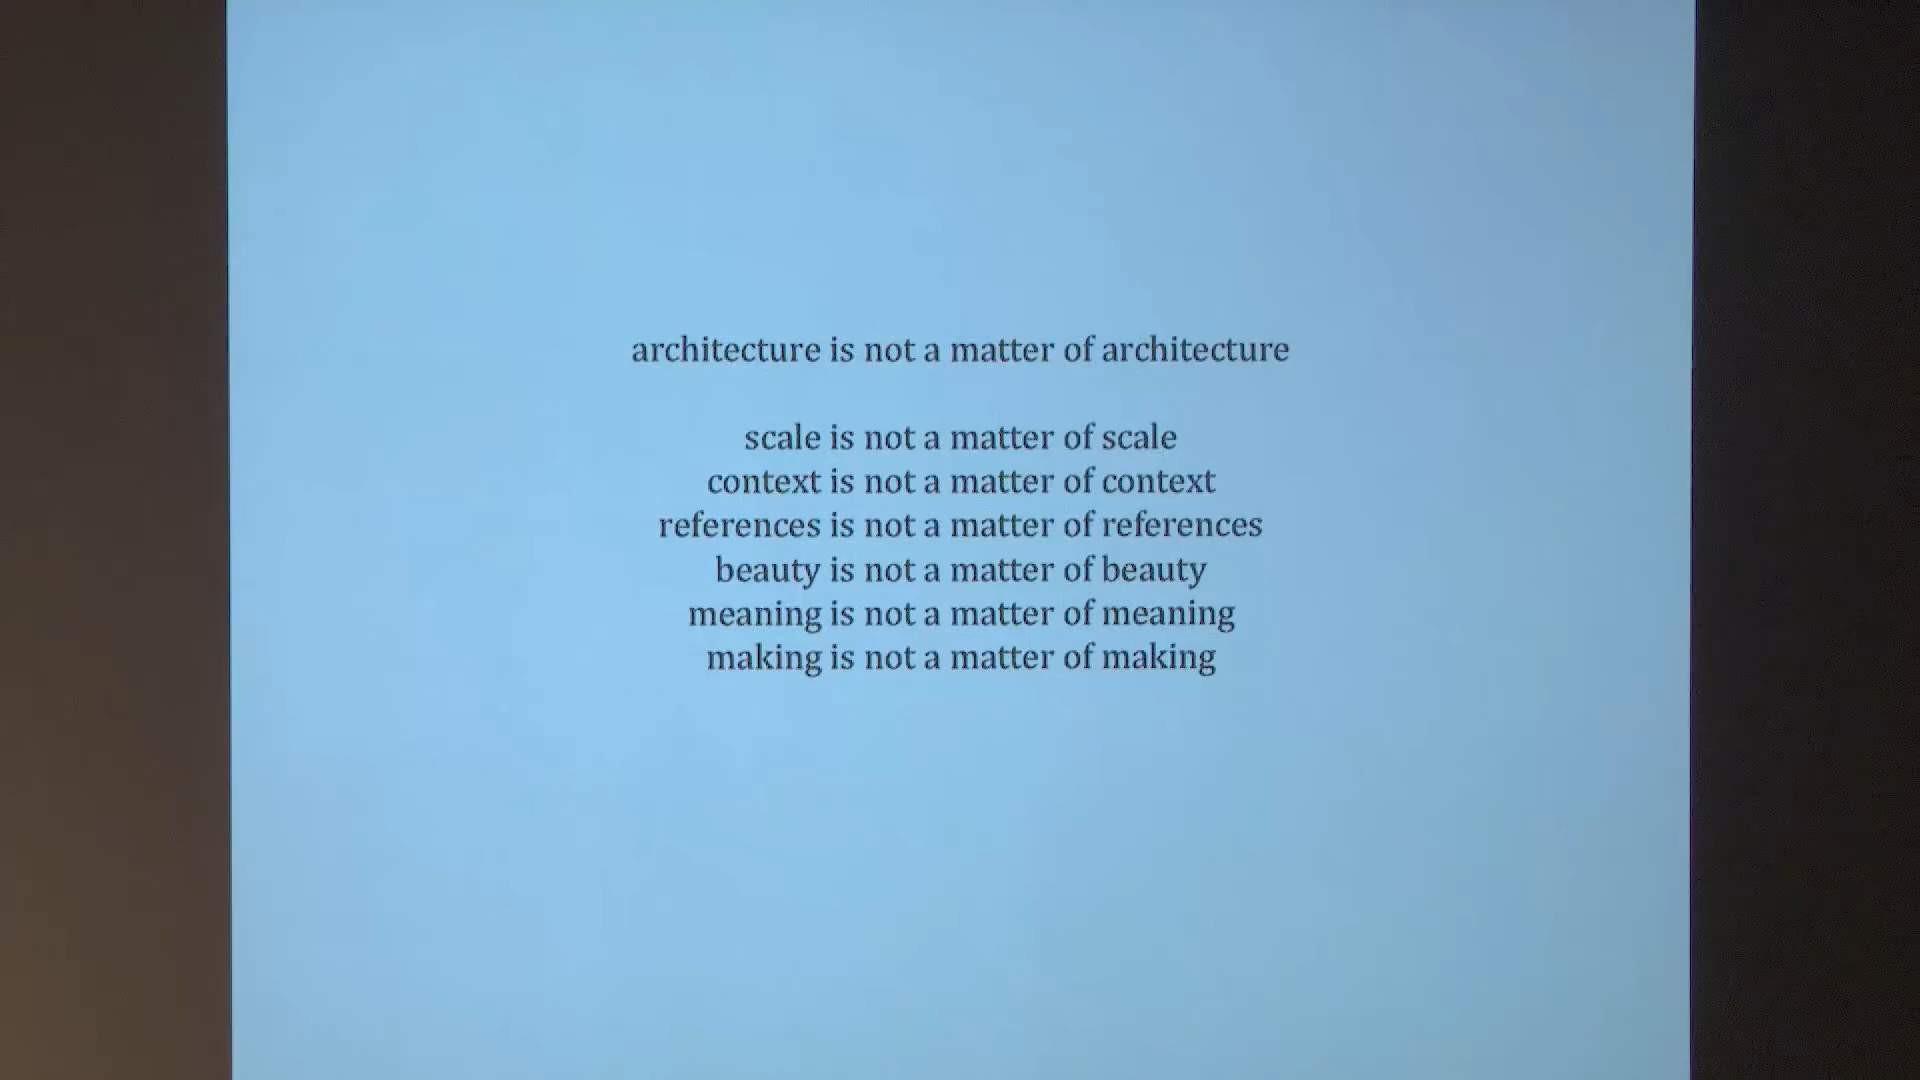 architecture is not a matter of architecture
scale is not a matter of scale
context is not a matter of context
references is not a matter of references
beauty is not a matter of beauty
meaning is not a matter of meaning
making is not a matter of making